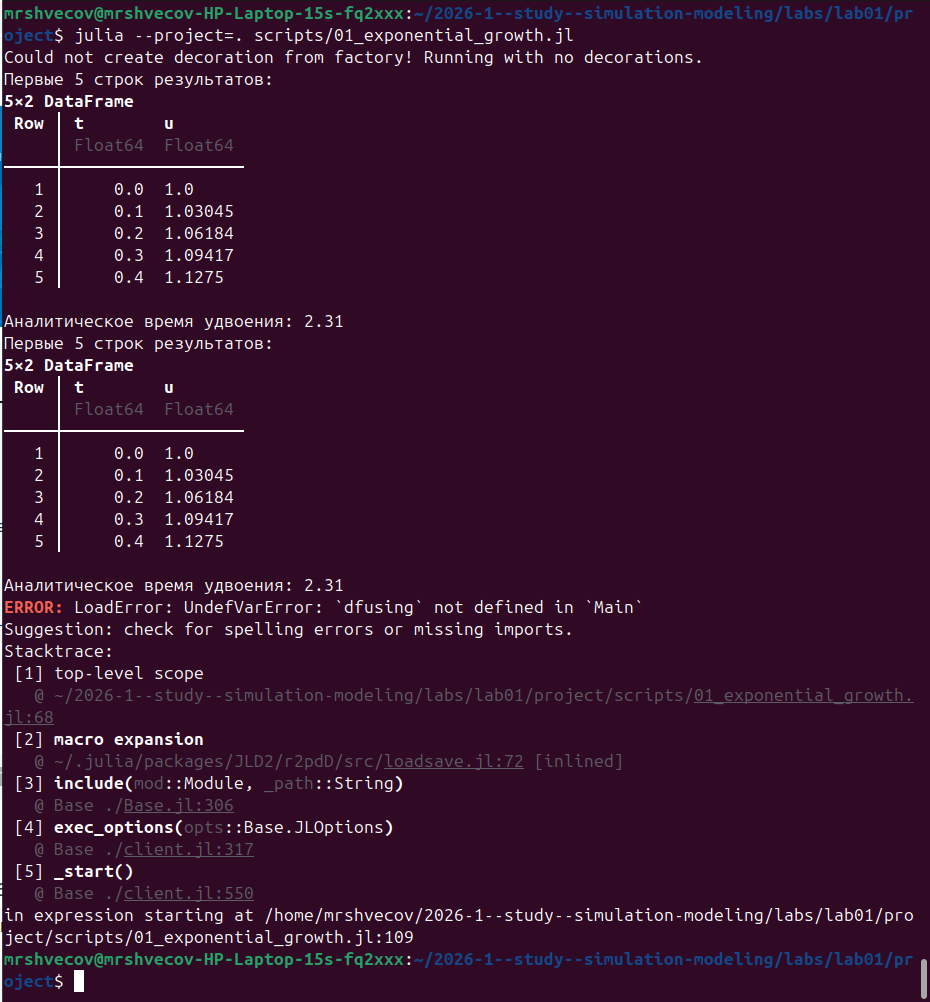 mrshvecov@mrshvecov-HP-Laptop-15s-fq2xxx:~/2026-1--study--simulation-modeling/labs/lab01/pr
oject$ julia --project=. scripts/01_exponential_growth.jl
Could not create decoration from factory! Running with no decorations.
Первые 5 строк результатов:
5×2 DataFrame
Row t u
Float64 Float64
1 0.0 1.0
2 0.1 1.03045
3 0.2 1.06184
4 0.3 1.09417
5 0.4 1.1275
Аналитическое время удвоения: 2.31
Первые 5 строк результатов:
5×2 DataFrame
Row t u
Float64 Float64
1 0.0 1.0
2 0.1 1.03045
3 0.2 1.06184
4 0.3 1.09417
5 0.4 1.1275
Аналитическое время удвоения: 2.31
ERROR: LoadError: UndefVarError: `dfusing` not defined in `Main`
Suggestion: check for spelling errors or missing imports.
Stacktrace:
[1] top-level scope
@ ~/2026-1--study--simulation-modeling/labs/lab01/project/scripts/01_exponential_growth.
jl:68
[2] macro expansion
@ ~/.julia/packages/JLD2/r2pdD/src/loadsave.jl:72 [inlined]
[3] include(mod::Module, _path::String)
@ Base ./Base.jl:306
[4] exec_options(opts::Base.JLOptions)
@ Base ./client.jl:317
[5] _start()
@ Base ./client.jl:550
in expression starting at /home/mrshvecov/2026-1--study--simulation-modeling/labs/lab01/pro
ject/scripts/01_exponential_growth.jl:109
mrshvecov@mrshvecov-HP-Laptop-15s-fq2xxx:~/2026-1--study--simulation-modeling/labs/lab01/pr
oject$